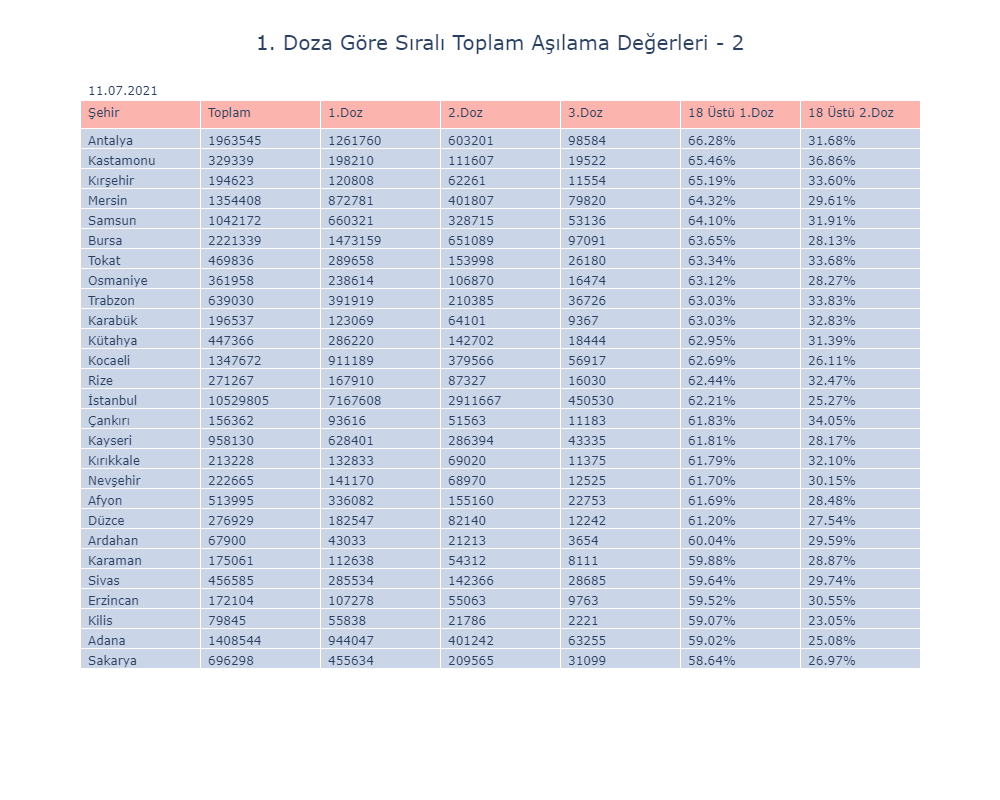 1. Doza Göre Sıralı Toplam Aşılama Değerleri - 2
11.07.2021
Şehir Toplam 1.Doz 2.Doz 3.Doz 18 Üstü 1.Doz 18 Üstü 2.Doz
Antalya 1963545 1261760 603201 98584 66.28% 31.68%
Kastamonu 329339 198210 111607 19522 65.46% 36.86%
Kırşehir 194623 120808 62261 11554 65.19% 33.60%
Mersin 1354408 872781 401807 79820 64.32% 29.61%
Samsun 1042172 660321 328715 53136 64.10% 31.91%
Bursa 2221339 1473159 651089 97091 63.65% 28.13%
Tokat 469836 289658 153998 26180 63.34% 33.68%
Osmaniye 361958 238614 106870 16474 63.12% 28.27%
Trabzon 639030 391919 210385 36726 63.03% 33.83%
Karabük 196537 123069 64101 9367 63.03% 32.83%
Kütahya 447366 286220 142702 18444 62.95% 31.39%
Kocaeli 1347672 911189 379566 56917 62.69% 26.11%
Rize 271267 167910 87327 16030 62.44% 32.47%
İstanbul 10529805 7167608 2911667 450530 62.21% 25.27%
Çankırı 156362 93616 51563 11183 61.83% 34.05%
Kayseri 958130 628401 286394 43335 61.81% 28.17%
Kırıkkale 213228 132833 69020 11375 61.79% 32.10%
Nevşehir 222665 141170 68970 12525 61.70% 30.15%
Afyon 513995 336082 155160 22753 61.69% 28.48%
Düzce 276929 182547 82140 12242 61.20% 27.54%
Ardahan 67900 43033 21213 3654 60.04% 29.59%
Karaman 175061 112638 54312 8111 59.88% 28.87%
Sivas 456585 285534 142366 28685 59.64% 29.74%
Erzincan 172104 107278 55063 9763 59.52% 30.55%
Kilis 79845 55838 21786 2221 59.07% 23.05%
Adana 1408544 944047 401242 63255 59.02% 25.08%
Sakarya 696298 455634 209565 31099 58.64% 26.97%